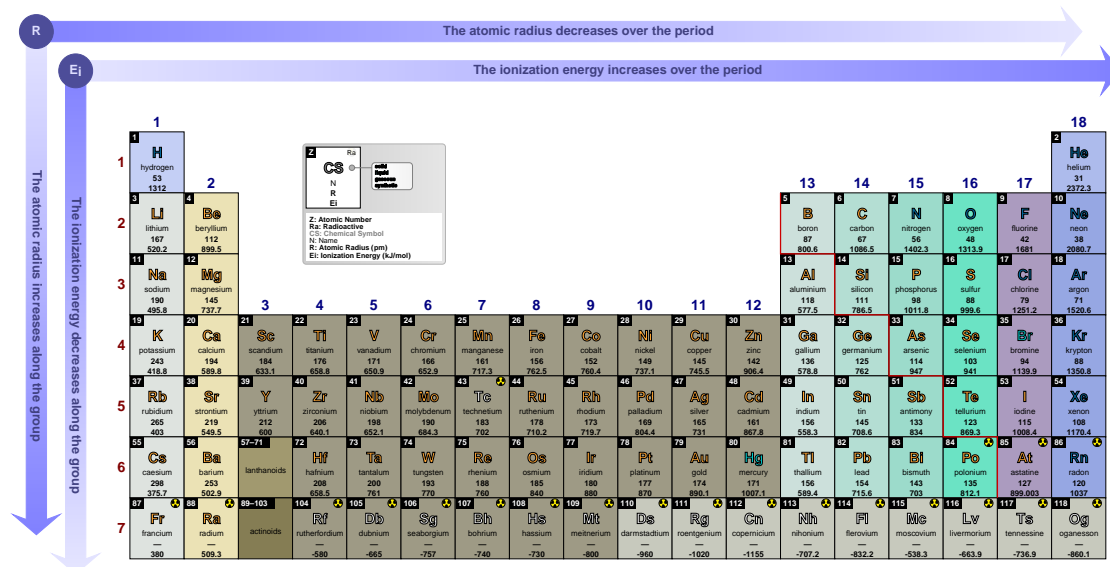 R
The atomic radius decreases over the period
Ei
The ionization energy increases over the period
The atomic radius increases along the group
The ionization energy decreases along the group
1
18
1
1
H
hydrogen
53
1312
2
He
helium
31
2372.3
Z
Ra
CS
solid
liquid
gaseous
synthetic
N
R
Ei
Z: Atomic Number
Ra: Radioactive
CS: Chemical Symbol
N: Name
R: Atomic Radius (pm)
Ei: Ionization Energy (kJ/mol)
2
13 14 15 16 17
2
3 4 5 6 7 8 9 10
Li Be B C N O F Ne
lithium beryllium boron carbon nitrogen oxygen fluorine neon
167 112 87 67 56 48 42 38
520.2 899.5 800.6 1086.5 1402.3 1313.9 1681 2080.7
3
11 12 13 14 15 16 17 18
Na Mg Al Si P S Cl Ar
sodium magnesium aluminium silicon phosphorus sulfur chlorine argon
190 145 118 111 98 88 79 71
495.8 737.7 577.5 786.5 1011.8 999.6 1251.2 1520.6
3 4 5 6 7 8 9 10 11 12
4
19 20 21 22 23 24 25 26 27 28 29 30 31 32 33 34 35 36
K Ca Sc Ti V Cr Mn Fe Co Ni Cu Zn Ga Ge As Se Br Kr
potassium calcium scandium titanium vanadium chromium manganese iron cobalt nickel copper zinc gallium germanium arsenic selenium bromine krypton
243 194 184 176 171 166 161 156 152 149 145 142 136 125 114 103 94 88
418.8 589.8 633.1 658.8 650.9 652.9 717.3 762.5 760.4 737.1 745.5 906.4 578.8 762 947 941 1139.9 1350.8
5
37 38 39 40 41 42 43 44 45 46 47 48 49 50 51 52 53 54
Rb Sr Y Zr Nb Mo Tc Ru Rh Pd Ag Cd In Sn Sb Te I Xe
rubidium strontium yttrium zirconium niobium molybdenum technetium ruthenium rhodium palladium silver cadmium indium tin antimony tellurium iodine xenon
265 219 212 206 198 190 183 178 173 169 165 161 156 145 133 123 115 108
403 549.5 600 640.1 652.1 684.3 702 710.2 719.7 804.4 731 867.8 558.3 708.6 834 869.3 1008.4 1170.4
6
55 56 57–71 72 73 74 75 76 77 78 79 80 81 82 83 84 85 86
Cs Ba Hf Ta W Re Os Ir Pt Au Hg Tl Pb Bi Po At Rn
caesium barium lanthanoids hafnium tantalum tungsten rhenium osmium iridium platinum gold mercury thallium lead bismuth polonium astatine radon
298 253 208 200 193 188 185 180 177 174 171 156 154 143 135 127 120
375.7 502.9 658.5 761 770 760 840 880 870 890.1 1007.1 589.4 715.6 703 812.1 899.003 1037
7
87 88 89–103 104 105 106 107 108 109 110 111 112 113 114 115 116 117 118
Fr Ra Rf Db Sg Bh Hs Mt Ds Rg Cn Nh Fl Mc Lv Ts Og
francium radium actinoids rutherfordium dubnium seaborgium bohrium hassium meitnerium darmstadtium roentgenium copernicium nihonium flerovium moscovium livermorium tennessine oganesson
— — — — — — — — — — — — — — — — —
380 509.3 -580 -665 -757 -740 -730 -800 -960 -1020 -1155 -707.2 -832.2 -538.3 -663.9 -736.9 -860.1